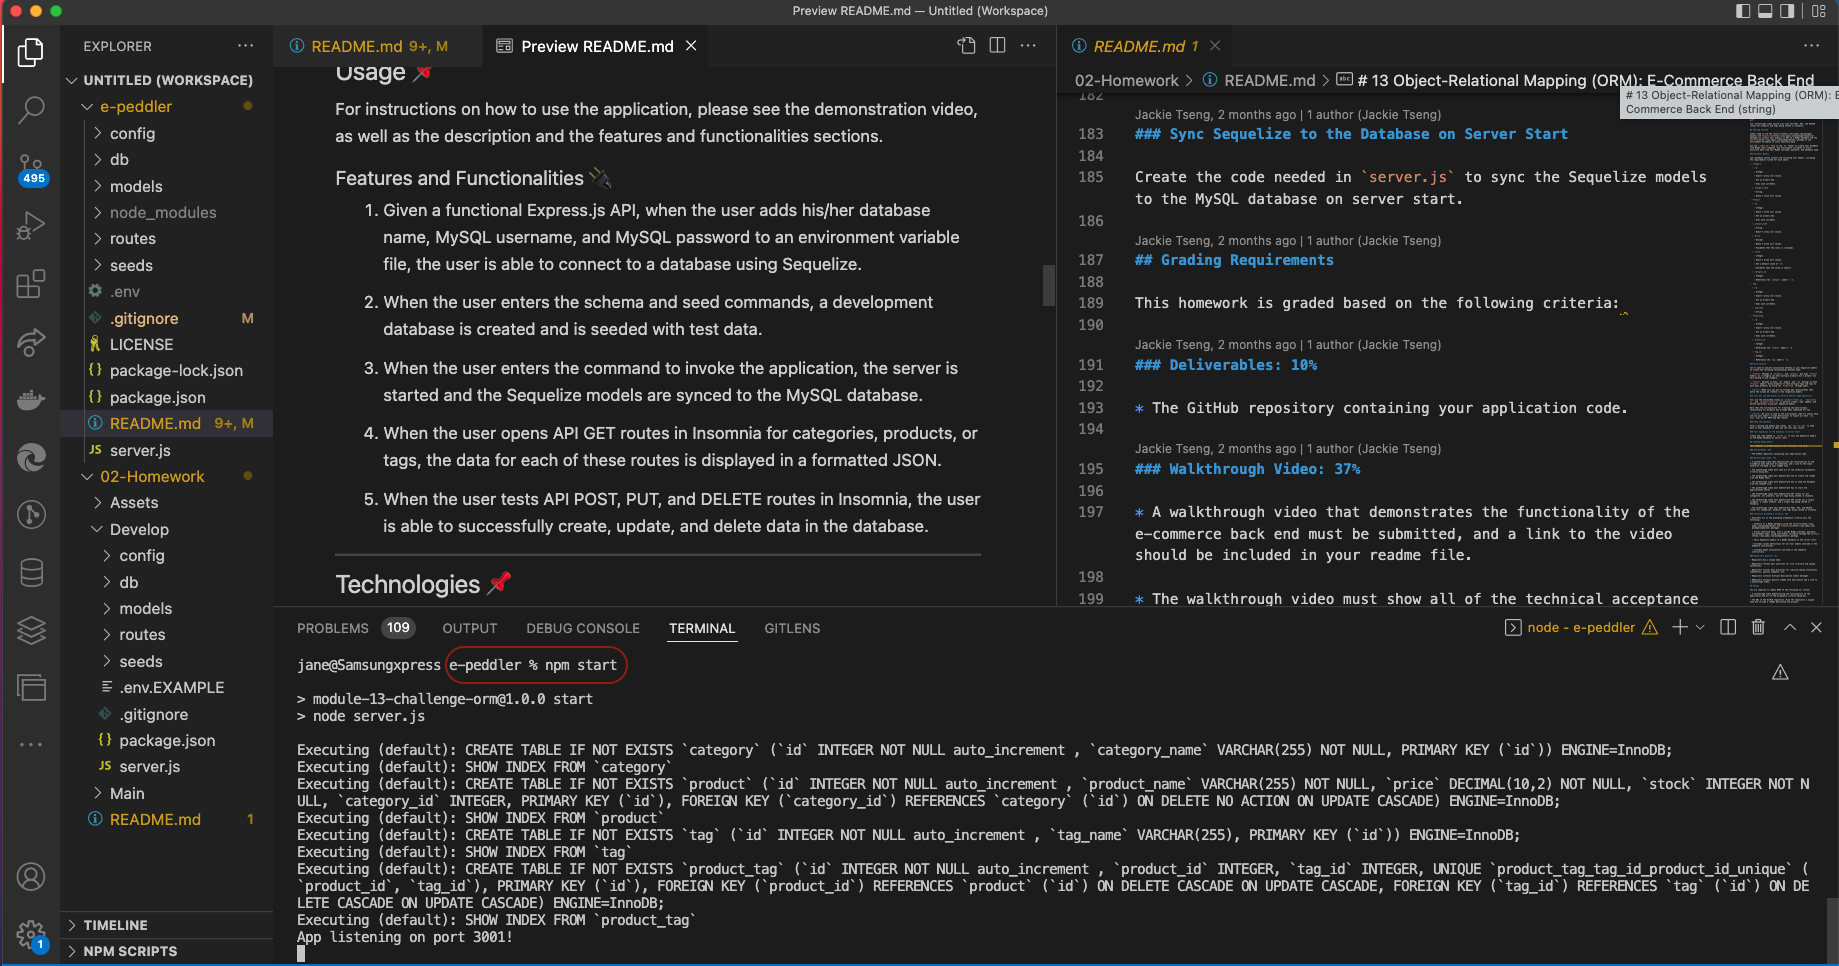 Preview README.md — Untitled (Workspace)
EXPLORER
UNTITLED (WORKSPACE)
e-peddler
config
db
models
node_modules
routes
seeds
.env
.gitignore M
LICENSE
package-lock.json
package.json
README.md 9+, M
JS server.js
02-Homework
Assets
Develop
config
db
models
routes
seeds
.env.EXAMPLE
.gitignore
package.json
JS server.js
Main
README.md 1
TIMELINE
NPM SCRIPTS
495
1
README.md 9+, M
Preview README.md
Usage
For instructions on how to use the application, please see the demonstration video,
as well as the description and the features and functionalities sections.
Features and Functionalities
1. Given a functional Express.js API, when the user adds his/her database
name, MySQL username, and MySQL password to an environment variable
file, the user is able to connect to a database using Sequelize.
2. When the user enters the schema and seed commands, a development
database is created and is seeded with test data.
3. When the user enters the command to invoke the application, the server is
started and the Sequelize models are synced to the MySQL database.
4. When the user opens API GET routes in Insomnia for categories, products, or
tags, the data for each of these routes is displayed in a formatted JSON.
5. When the user tests API POST, PUT, and DELETE routes in Insomnia, the user
is able to successfully create, update, and delete data in the database.
Technologies
README.md 1
02-Homework > README.md > # 13 Object-Relational Mapping (ORM): E-Commerce Back End
# 13 Object-Relational Mapping (ORM): E
Commerce Back End (string)
182
Jackie Tseng, 2 months ago | 1 author (Jackie Tseng)
183 ### Sync Sequelize to the Database on Server Start
184
185 Create the code needed in `server.js` to sync the Sequelize models
to the MySQL database on server start.
186
Jackie Tseng, 2 months ago | 1 author (Jackie Tseng)
187 ## Grading Requirements
188
189 This homework is graded based on the following criteria:
190
Jackie Tseng, 2 months ago | 1 author (Jackie Tseng)
191 ### Deliverables: 10%
192
193 * The GitHub repository containing your application code.
194
Jackie Tseng, 2 months ago | 1 author (Jackie Tseng)
195 ### Walkthrough Video: 37%
196
197 * A walkthrough video that demonstrates the functionality of the
e-commerce back end must be submitted, and a link to the video
should be included in your readme file.
198
199 * The walkthrough video must show all of the technical acceptance
PROBLEMS 109 OUTPUT DEBUG CONSOLE TERMINAL GITLENS
node - e-peddler
jane@Samsungxpress e-peddler % npm start
> module-13-challenge-orm@1.0.0 start
> node server.js
Executing (default): CREATE TABLE IF NOT EXISTS `category` (`id` INTEGER NOT NULL auto_increment , `category_name` VARCHAR(255) NOT NULL, PRIMARY KEY (`id`)) ENGINE=InnoDB;
Executing (default): SHOW INDEX FROM `category`
Executing (default): CREATE TABLE IF NOT EXISTS `product` (`id` INTEGER NOT NULL auto_increment , `product_name` VARCHAR(255) NOT NULL, `price` DECIMAL(10,2) NOT NULL, `stock` INTEGER NOT N
ULL, `category_id` INTEGER, PRIMARY KEY (`id`), FOREIGN KEY (`category_id`) REFERENCES `category` (`id`) ON DELETE NO ACTION ON UPDATE CASCADE) ENGINE=InnoDB;
Executing (default): SHOW INDEX FROM `product`
Executing (default): CREATE TABLE IF NOT EXISTS `tag` (`id` INTEGER NOT NULL auto_increment , `tag_name` VARCHAR(255), PRIMARY KEY (`id`)) ENGINE=InnoDB;
Executing (default): SHOW INDEX FROM `tag`
Executing (default): CREATE TABLE IF NOT EXISTS `product_tag` (`id` INTEGER NOT NULL auto_increment , `product_id` INTEGER, `tag_id` INTEGER, UNIQUE `product_tag_tag_id_product_id_unique` (
`product_id`, `tag_id`), PRIMARY KEY (`id`), FOREIGN KEY (`product_id`) REFERENCES `product` (`id`) ON DELETE CASCADE ON UPDATE CASCADE, FOREIGN KEY (`tag_id`) REFERENCES `tag` (`id`) ON DE
LETE CASCADE ON UPDATE CASCADE) ENGINE=InnoDB;
Executing (default): SHOW INDEX FROM `product_tag`
App listening on port 3001!